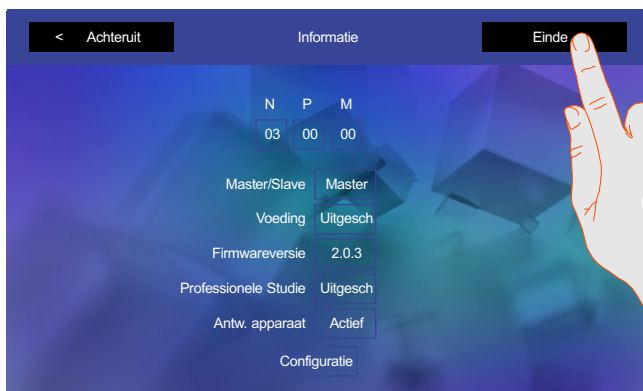 < Achteruit Informatie Einde
N P M
03 00 00
Master/Slave Master
Voeding Uitgesch
Firmwareversie 2.0.3
Professionele Studie Uitgesch
Antw. apparaat Actief
Configuratie